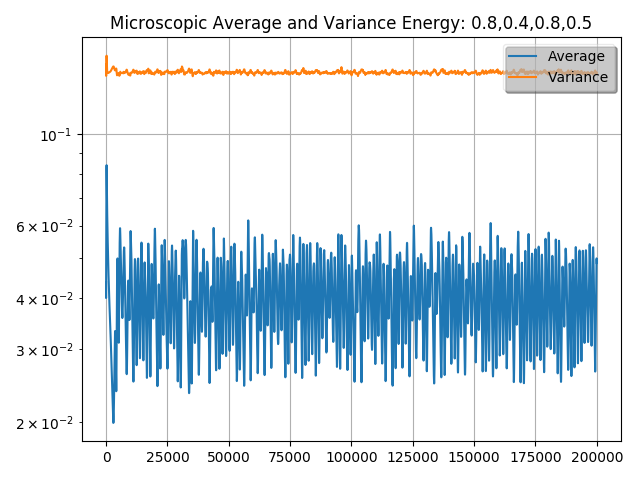 Microscopic Average and Variance Energy: 0.8,0.4,0.8,0.5
Average
Variance
10⁻¹
6 × 10⁻²
4 × 10⁻²
3 × 10⁻²
2 × 10⁻²
0 25000 50000 75000 100000 125000 150000 175000 200000